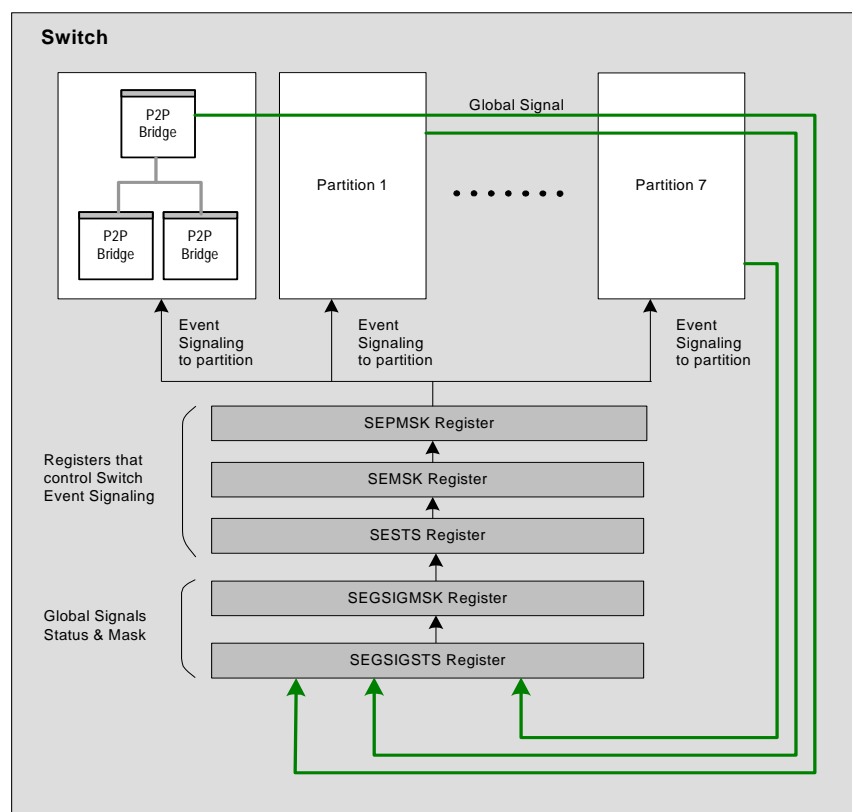 Switch
P2P
Bridge
P2P
Bridge
P2P
Bridge
Partition 1
Global Signal
Partition 7
Event
Signaling
to partition
Event
Signaling
to partition
Event
Signaling
to partition
Registers that
control Switch
Event Signaling
SEPMSK Register
SEMSK Register
SESTS Register
Global Signals
Status & Mask
SEGSIGMSK Register
SEGSIGSTS Register